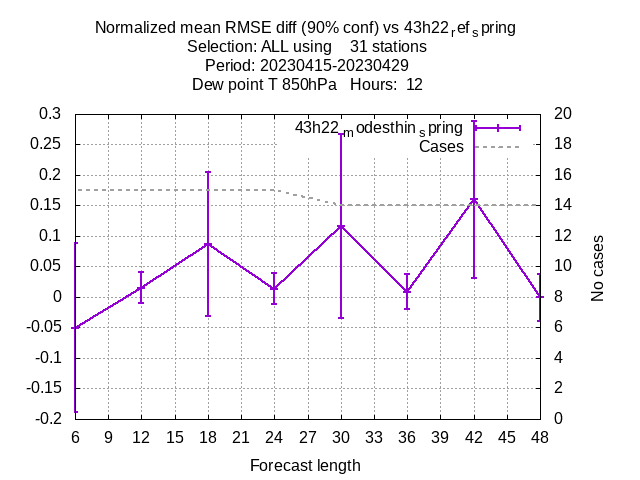 Normalized mean RMSE diff (90% conf) vs 43h22refspring
Selection: ALL using 31 stations
Period: 20230415-20230429
Dew point T 850hPa Hours: 12
43h22modesthinspring
Cases
0.3
0.25
0.2
0.15
0.1
0.05
0
-0.05
-0.1
-0.15
-0.2
20
18
16
14
12
10
8
6
4
2
0
No cases
6 9 12 15 18 21 24 27 30 33 36 39 42 45 48
Forecast length